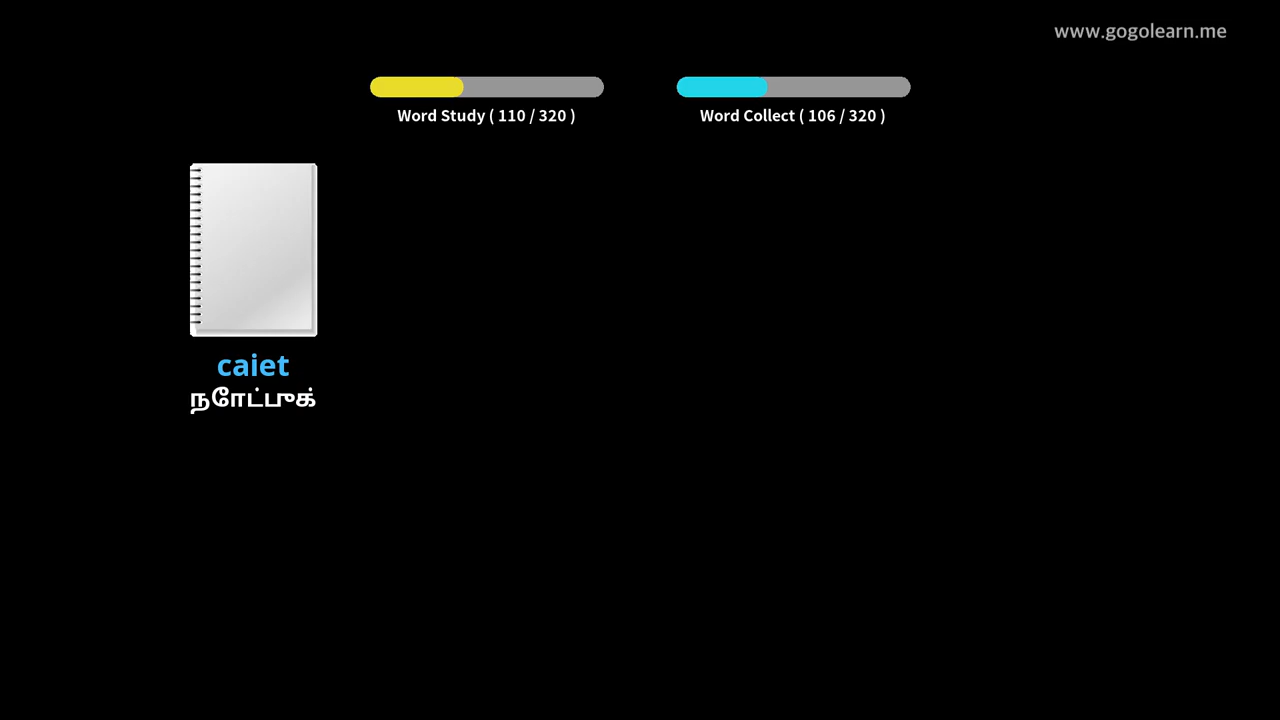 www.gogolearn.me
Word Study ( 110 / 320 )
Word Collect ( 106 / 320 )
caiet
நோட்புக்